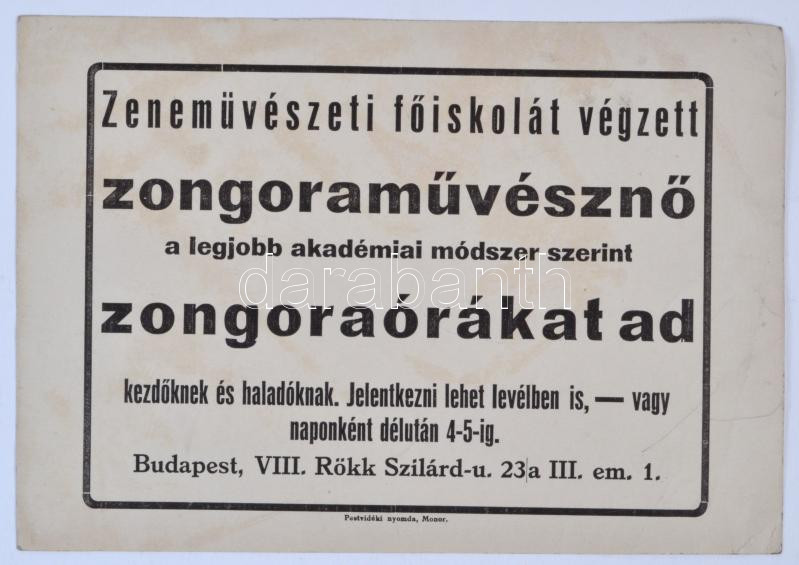 Zenemüvészeti főiskolát végzett
zongoraművésznő
a legjobb akadémiai módszer szerint
darabanth
zongoraórákat ad
kezdőknek és haladóknak. Jelentkezni lehet levélben is, — vagy
naponként délután 4-5-ig.
Budapest, VIII. Rökk Szilárd-u. 23/a III. em. 1.
Pestvidéki nyomda, Monor.